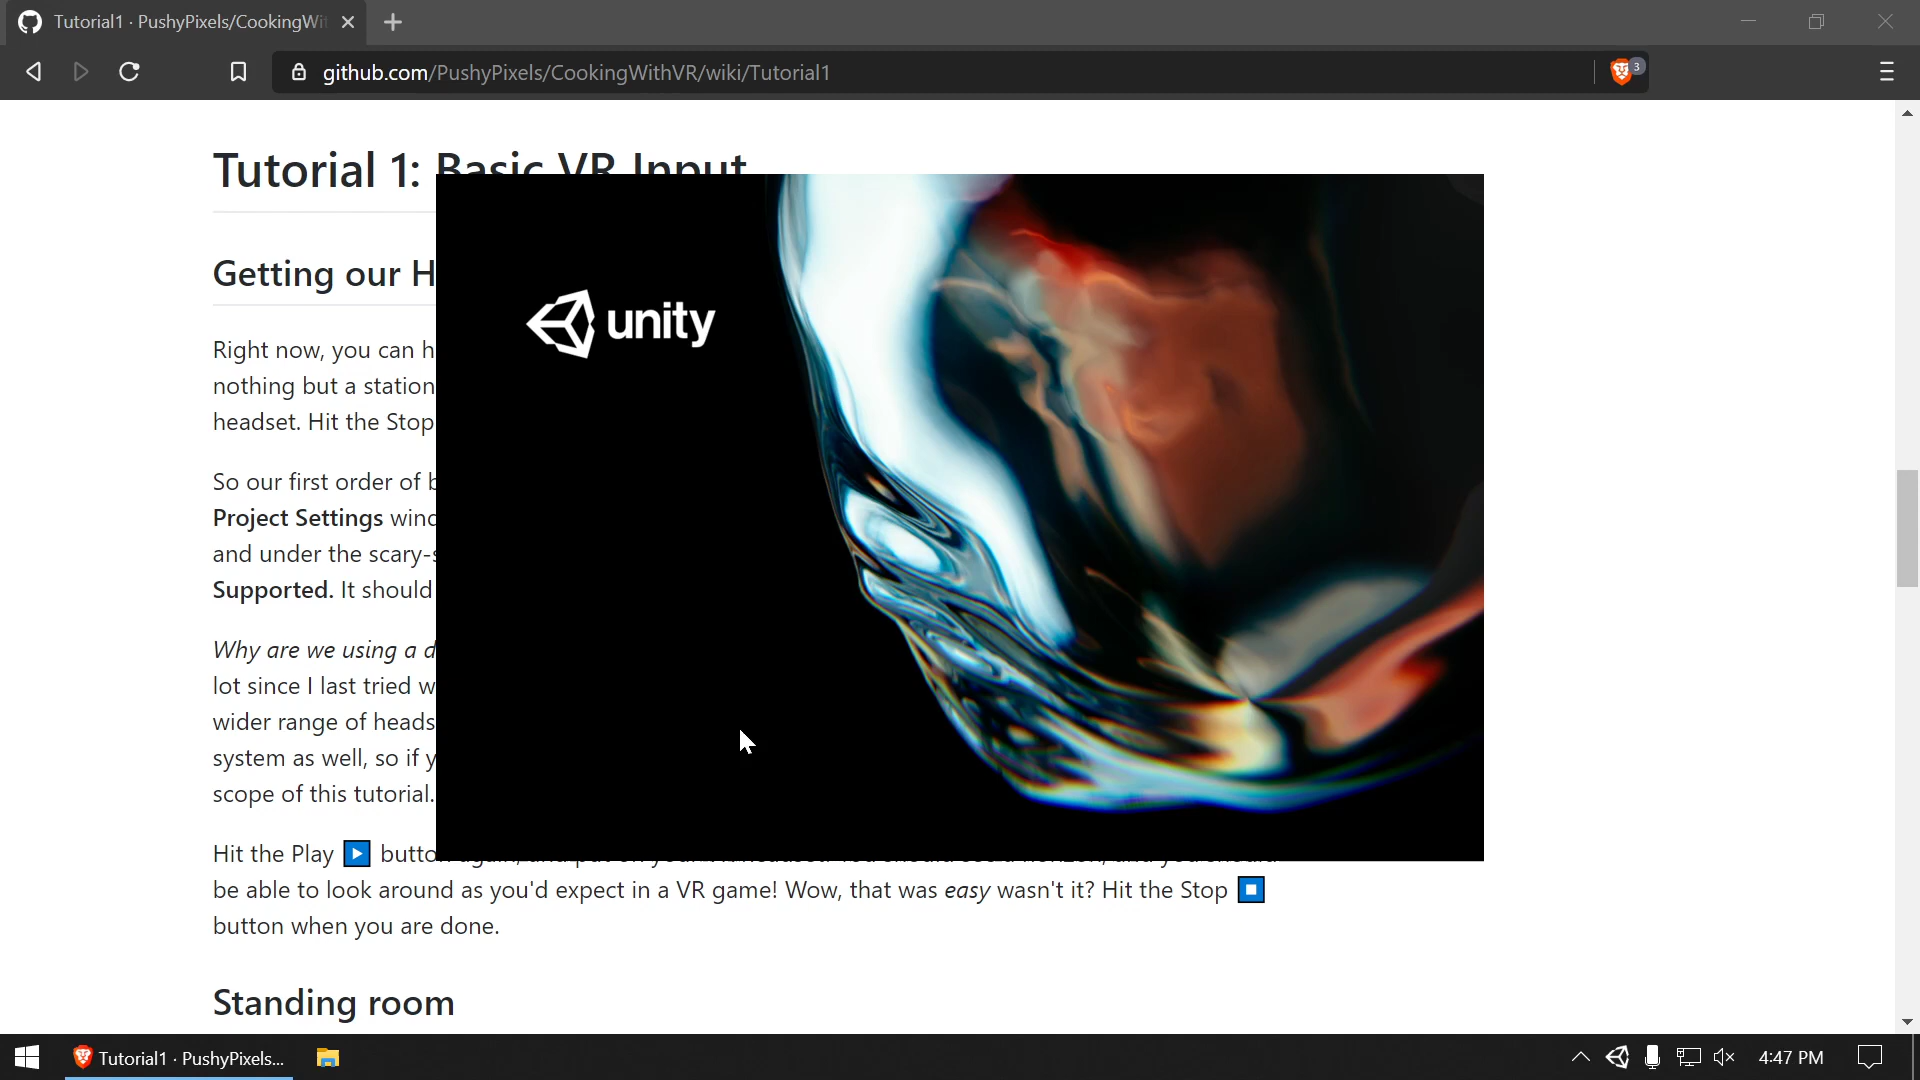 Tutorial1 · PushyPixels/CookingWi
github.com/PushyPixels/CookingWithVR/wiki/Tutorial1
3
Tutorial 1: Basic VR Input
Getting our H
unity
Right now, you can h
nothing but a station
headset. Hit the Stop
So our first order of b
Project Settings wind
and under the scary-s
Supported. It should
Why are we using a d
lot since I last tried w
wider range of heads
system as well, so if y
scope of this tutorial.
Hit the Play butto
be able to look around as you'd expect in a VR game! Wow, that was easy wasn't it? Hit the Stop
button when you are done.
Standing room
Tutorial1 · PushyPixels...
4:47 PM